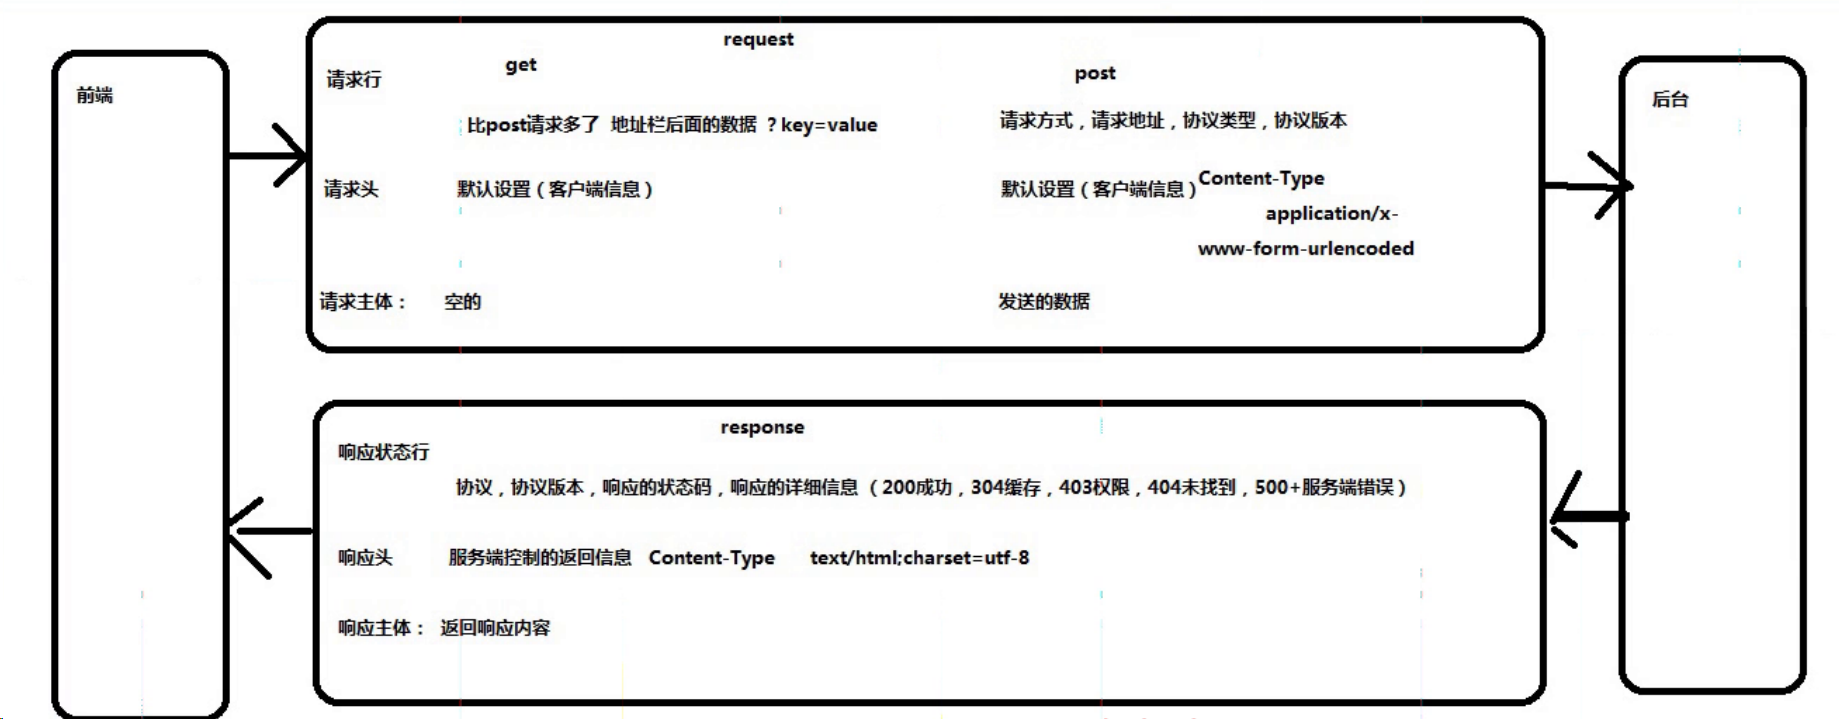 前端
request
get
post
请求行
比post请求多了 地址栏后面的数据 ？key=value
请求方式，请求地址，协议类型，协议版本
请求头
默认设置（客户端信息）
默认设置（客户端信息）
Content-Type
application/x-
www-form-urlencoded
请求主体：
空的
发送的数据
后台
response
响应状态行
协议，协议版本，响应的状态码，响应的详细信息（200成功，304缓存，403权限，404未找到，500+服务端错误）
响应头
服务端控制的返回信息 Content-Type text/html;charset=utf-8
响应主体： 返回响应内容